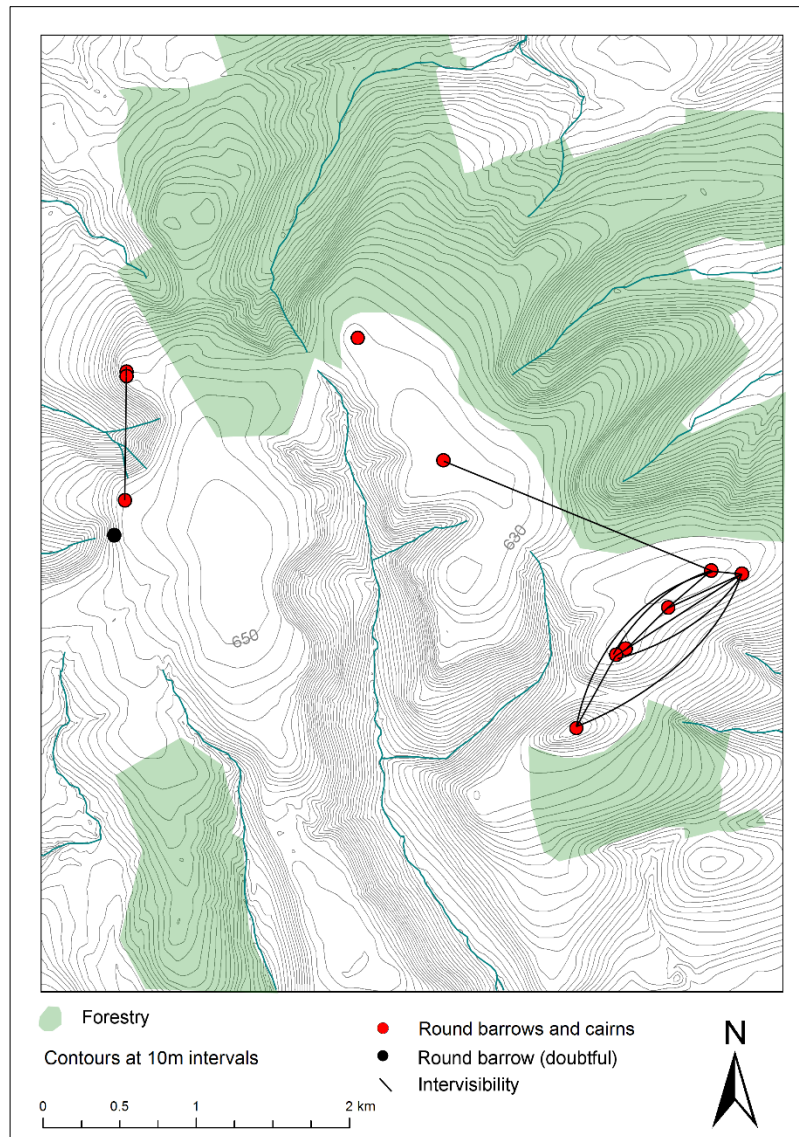 630
650
Forestry
Contours at 10m intervals
0 0.5 1 2 km
Round barrows and cairns
Round barrow (doubtful)
Intervisibility
N